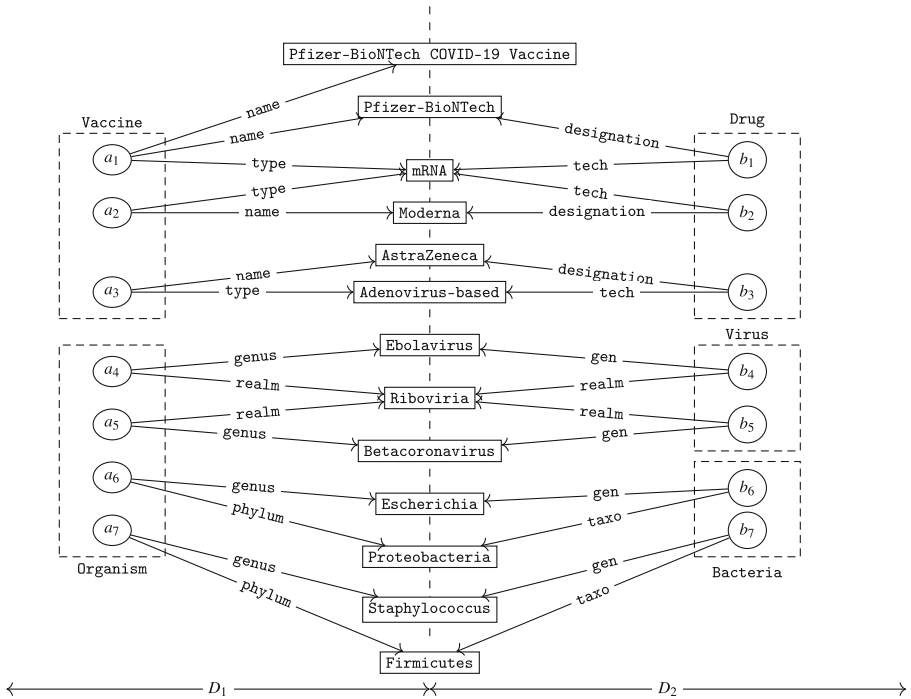 Pfizer-BioNTech COVID-19 Vaccine
name
Pfizer-BioNTech
name
designation
Vaccine
Drug
a1
type
mRNA
tech
b1
type
tech
a2
name
Moderna
designation
b2
AstraZeneca
name
designation
a3
type
Adenovirus-based
tech
b3
Virus
Ebolavirus
genus
gen
a4
b4
realm
realm
Riboviria
realm
realm
a5
b5
genus
gen
Betacoronavirus
a6
genus
gen
b6
Escherichia
phylum
taxo
a7
b7
Proteobacteria
genus
gen
Organism
Bacteria
phylum
taxo
Staphylococcus
Firmicutes
D1
D2